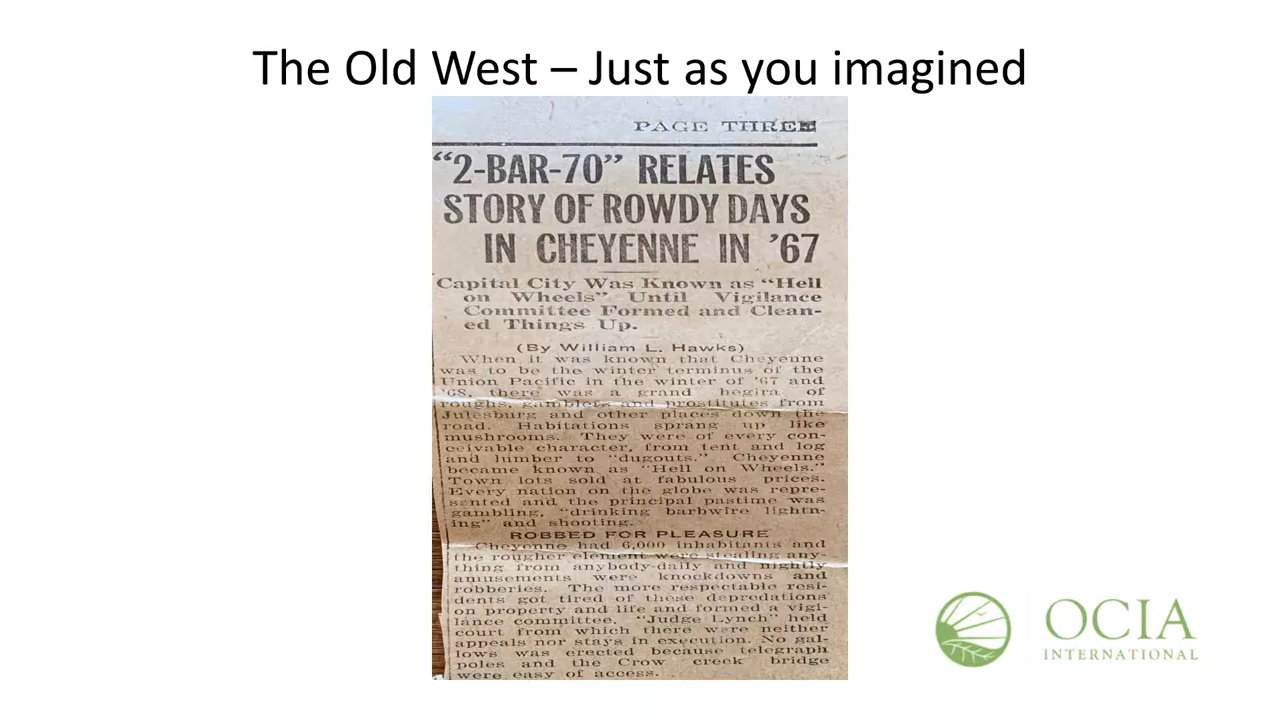 The Old West – Just as you imagined
PAGE THREE
“2-BAR-70” RELATES
STORY OF ROWDY DAYS
IN CHEYENNE IN ’67
Capital City Was Known as “Hell
on Wheels” Until Vigilance
Committee Formed and Clean-
ed Things Up.
(By William L. Hawks)
When it was known that Cheyenne
was to be the winter terminus of the
Union Pacific in the winter of ’67 and
’68, there was a grand hegira of
roughs, gamblers and prostitutes from
Julesburg and other places down the
road. Habitations sprang up like
mushrooms. They were of every con-
ceivable character, from tent and log
and lumber to “dugouts.” Cheyenne
became known as “Hell on Wheels.”
Town lots sold at fabulous prices.
Every nation on the globe was repre-
sented and the principal pastime was
gambling, “drinking barbwire lightn-
ing” and shooting.
ROBBED FOR PLEASURE
Cheyenne had 6,000 inhabitants and
the rougher element were stealing any-
thing from anybody-daily and nightly
amusements were knockdowns and
robberies. The more respectable resi-
dents got tired of these depredations
on property and life and formed a vigi-
lance committee. “Judge Lynch” held
court from which there were neither
appeals nor stays in execution. No gal-
lows was erected because telegraph
poles and the Crow creek bridge
were easy of access.
OCIA
INTERNATIONAL